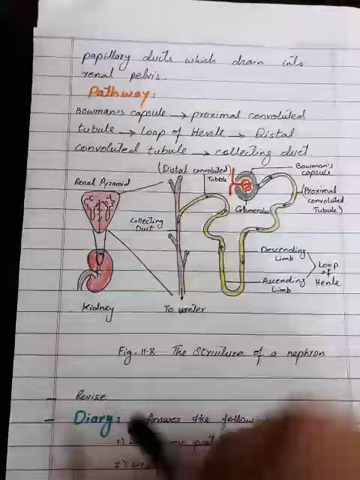 papillary ducts which drain into
renal pelvis.
Pathway:
Bowman's capsule → proximal convoluted
tubule → Loop of Henle → Distal
convoluted tubule → collecting duct.
(Distal convoluted
Tubule)
Bowman's
capsule
Renal Pyramid
Glomerulus
(Proximal
convoluted
Tubule)
Collecting
Duct
Descending
Limb
Loop
of
Henle
Ascending
Limb
Kidney
To ureter
Fig. 11.8 The Structure of a nephron
Revise
Diary: Answer the follow
1)
2)